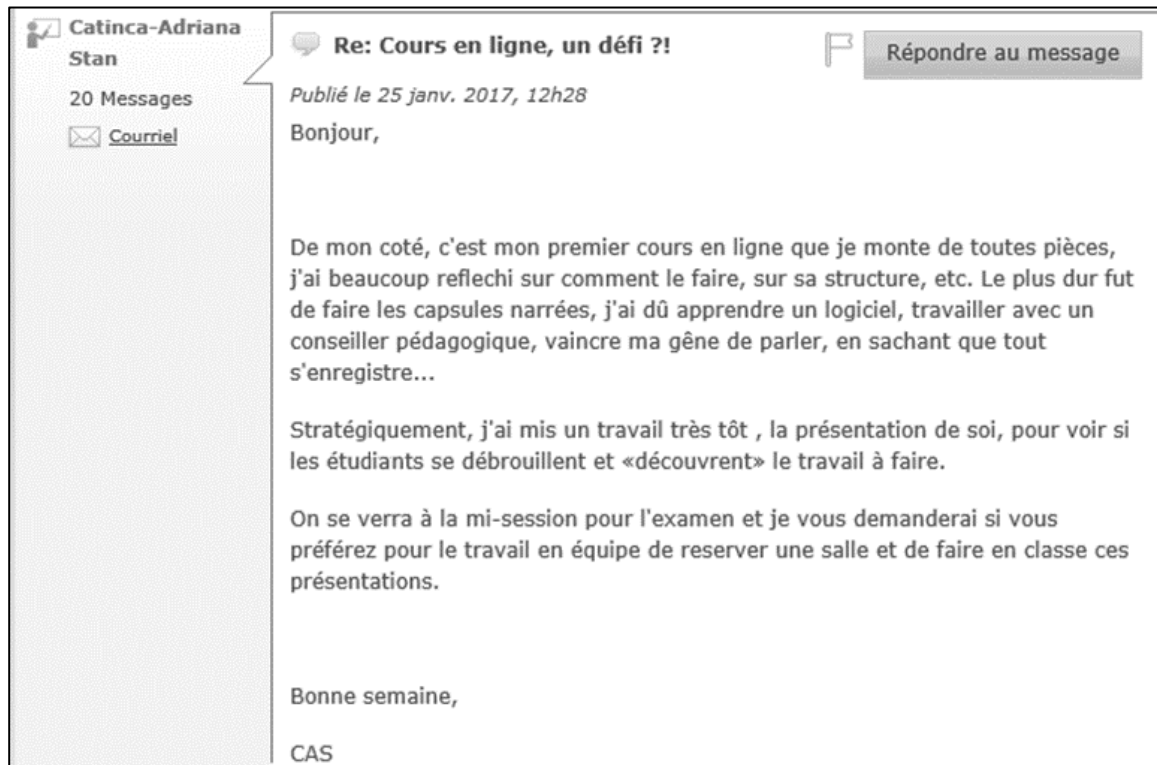 Catinca-Adriana
Stan
20 Messages
Courriel
Re: Cours en ligne, un défi ?!
Répondre au message
Publié le 25 janv. 2017, 12h28
Bonjour,
De mon coté, c'est mon premier cours en ligne que je monte de toutes pièces,
j'ai beaucoup reflechi sur comment le faire, sur sa structure, etc. Le plus dur fut
de faire les capsules narrées, j'ai dû apprendre un logiciel, travailler avec un
conseiller pédagogique, vaincre ma gêne de parler, en sachant que tout
s'enregistre...
Stratégiquement, j'ai mis un travail très tôt , la présentation de soi, pour voir si
les étudiants se débrouillent et «découvrent» le travail à faire.
On se verra à la mi-session pour l'examen et je vous demanderai si vous
préférez pour le travail en équipe de reserver une salle et de faire en classe ces
présentations.
Bonne semaine,
CAS